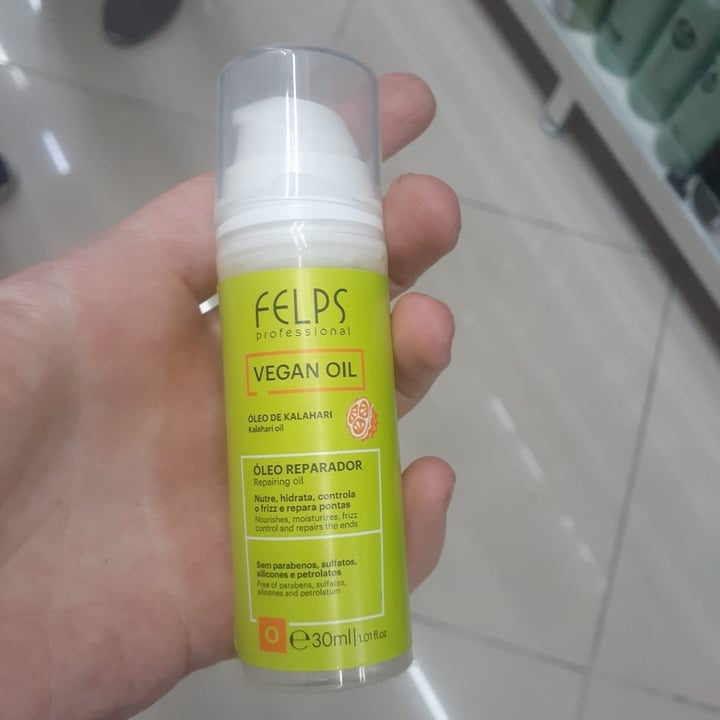 FELPS
professional
VEGAN OIL
ÓLEO DE KALAHARI
Kalahari oil
ÓLEO REPARADOR
Repairing oil
Nutre, hidrata, controla
o frizz e repara pontas
Nourishes, moisturizes, frizz
control and repairs the ends
Sem parabenos, sulfatos,
silicones e petrolatos
Free of parabens, sulfates,
silicones and petrolatum
O ℮30ml|1.01 fl.oz